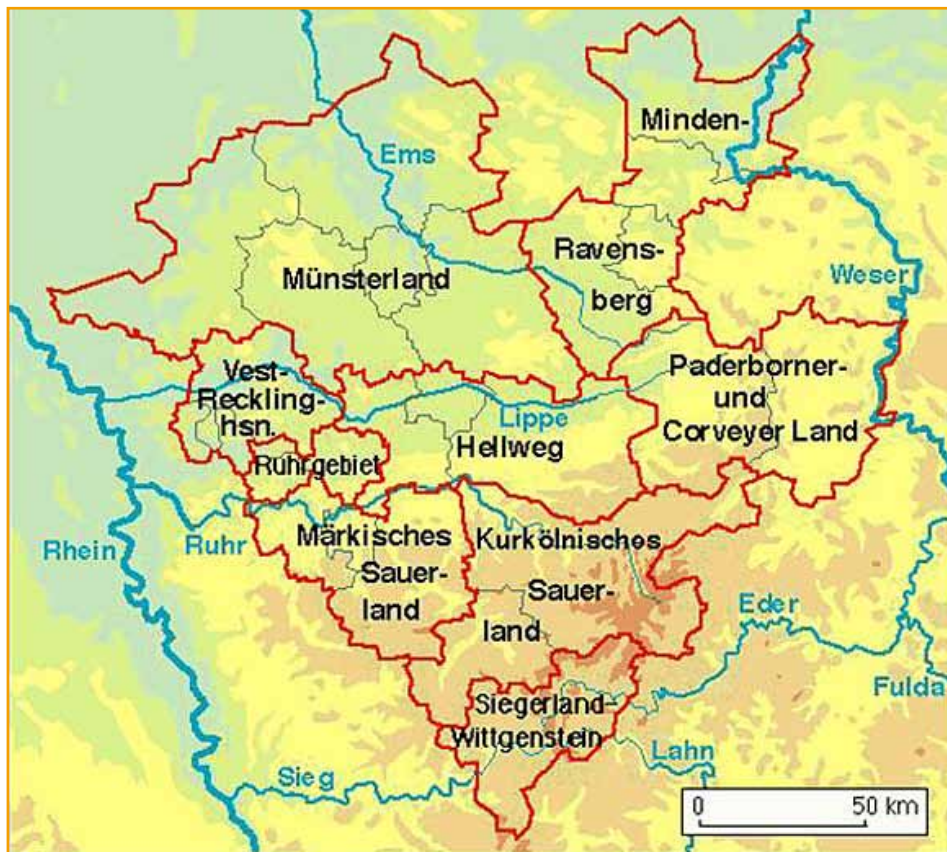 Minden-
Ems
Ravens-
berg
Münsterland
Weser
Vest-
Reckling-
hsn.
Paderborner-
und
Corveyer Land
Lippe
Hellweg
Ruhrgebiet
Rhein
Ruhr
Märkisches
Sauer-
land
Kurkölnisches
Sauer-
land
Eder
Fulda
Siegerland-
Wittgenstein
Lahn
Sieg
0 50 km